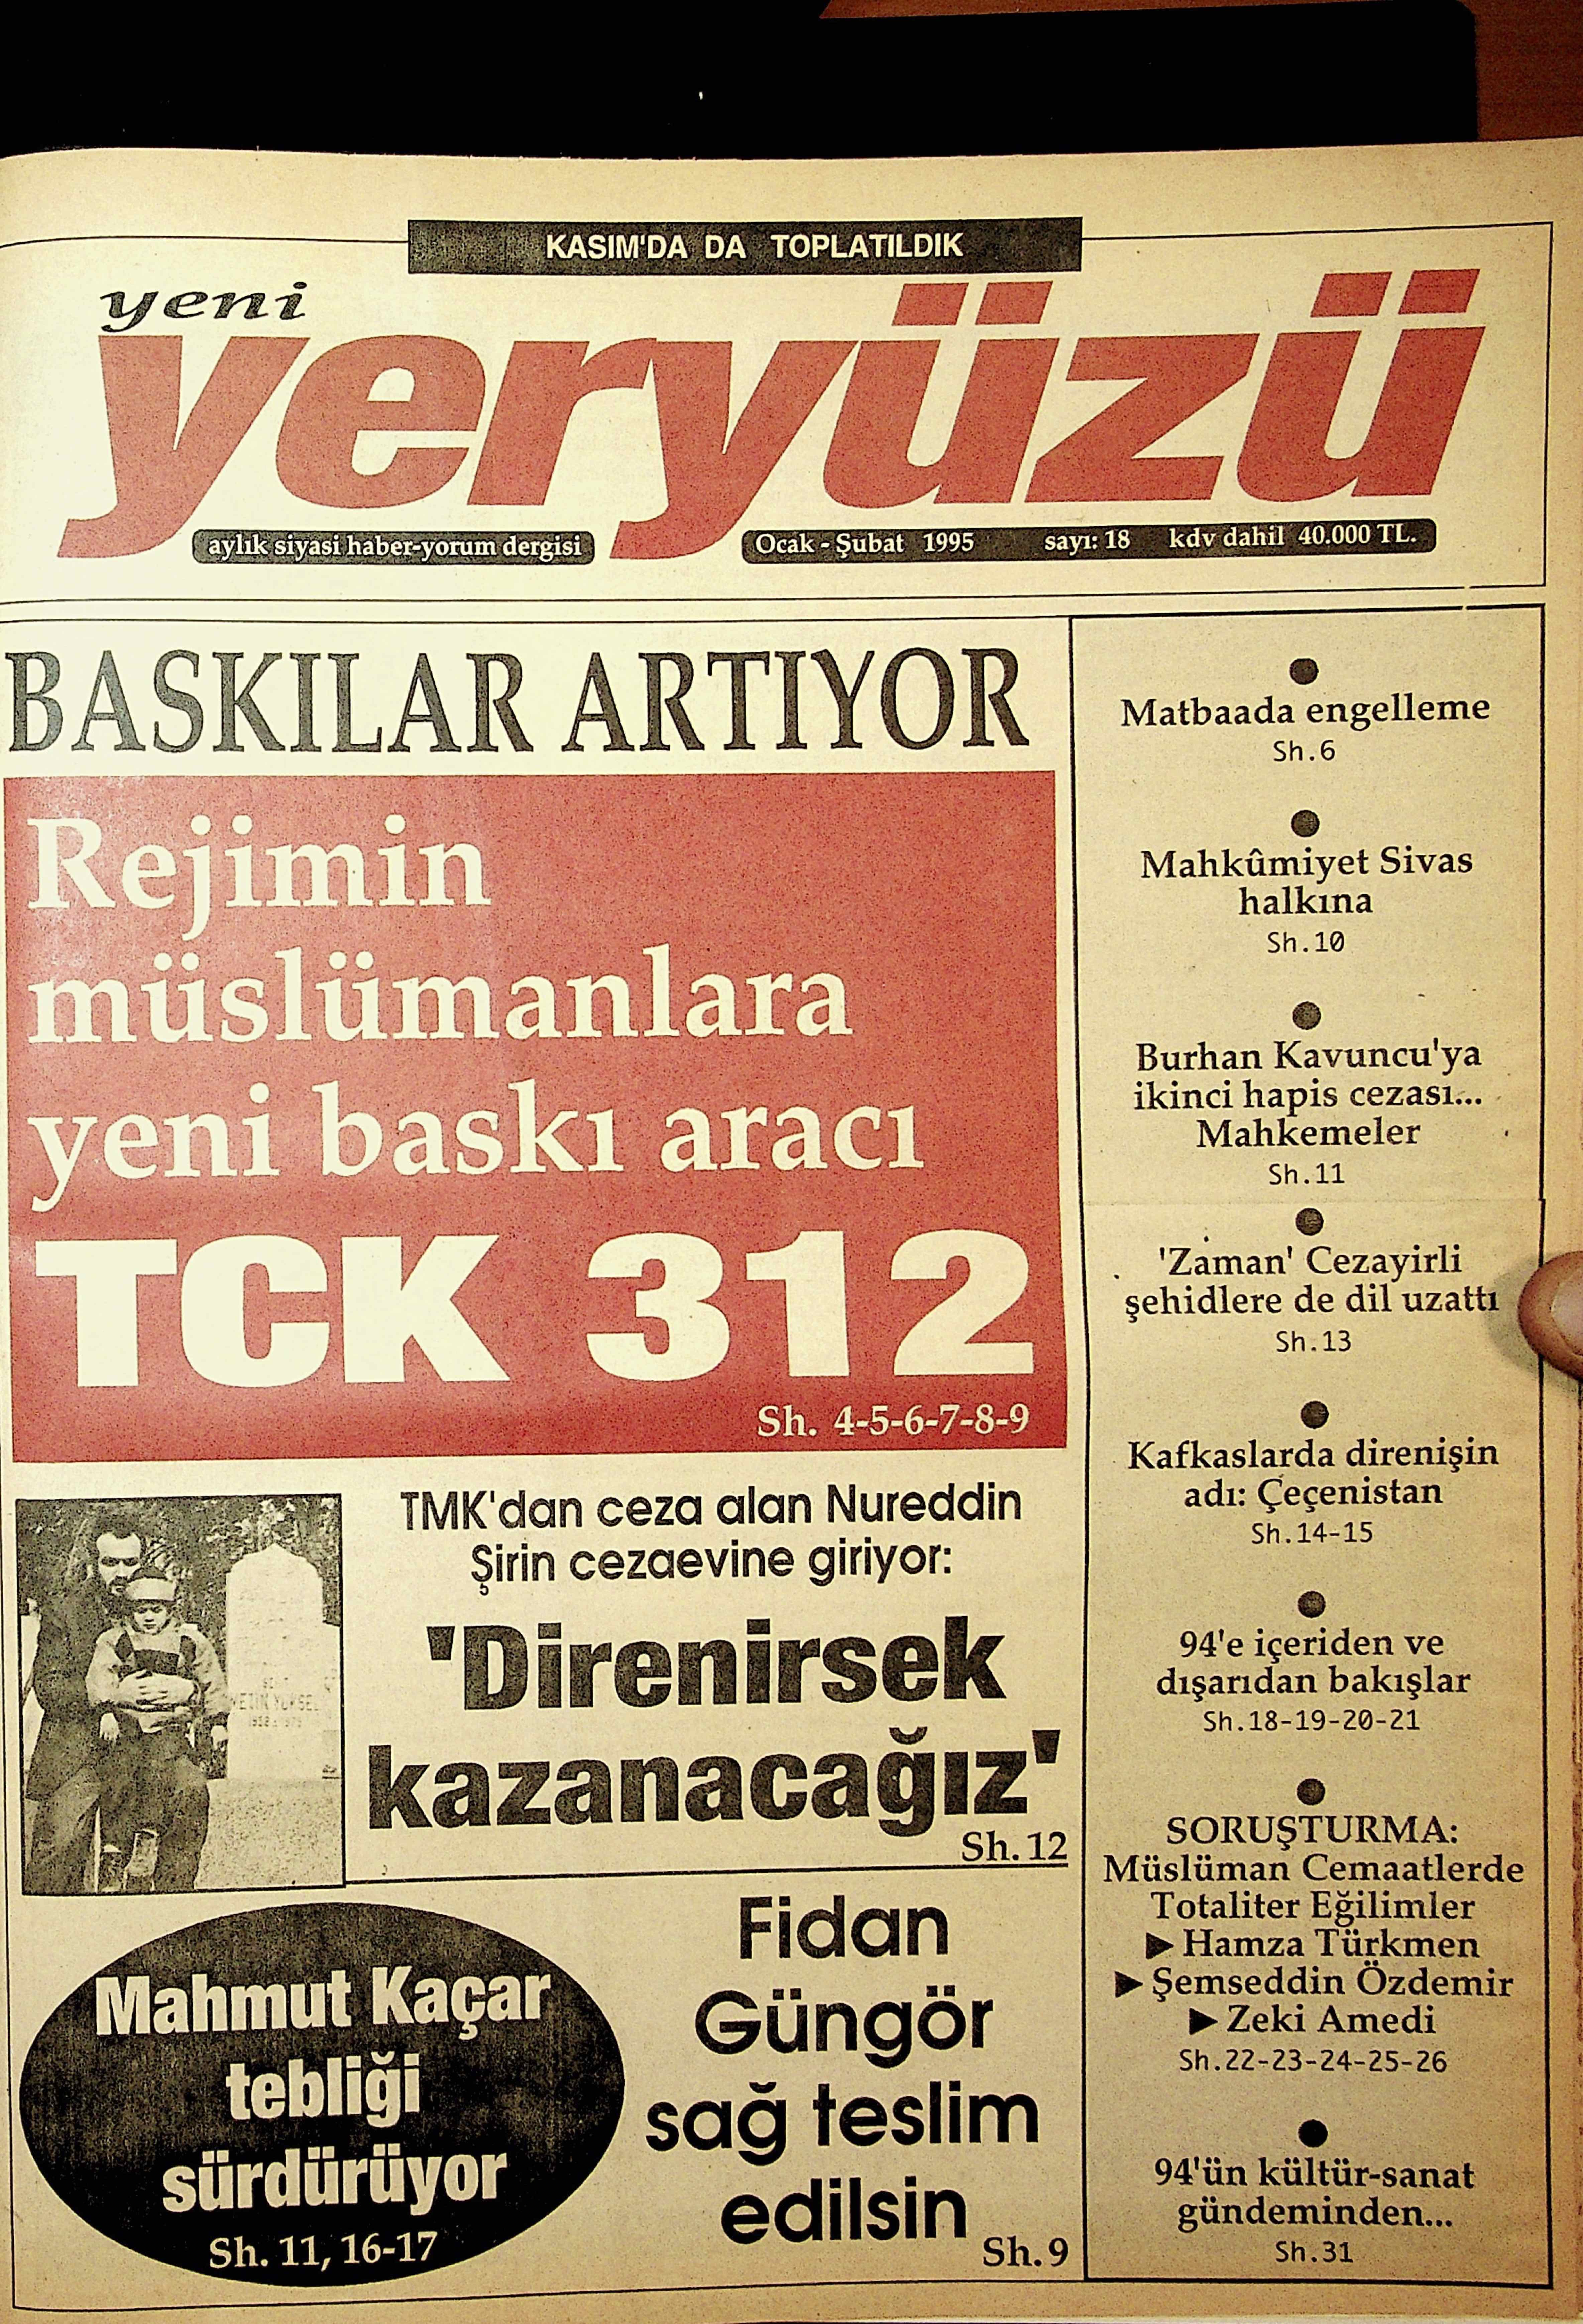 KASIM'DA DA TOPLATILDIK
yeni
yeryüzü
aylık siyasi haber-yorum dergisi
Ocak - Şubat 1995 sayı: 18 kdv dahil 40.000 TL.
BASKILAR ARTIYOR
Rejimin
müslümanlara
yeni baskı aracı
TCK 312
Sh. 4-5-6-7-8-9
TMK'dan ceza alan Nureddin
Şirin cezaevine giriyor:
'Direnirsek
kazanacağız'
Sh. 12
METİN YÜKSEL
Mahmut Kaçar
tebliği
sürdürüyor
Sh. 11, 16-17
Fidan
Güngör
sağ teslim
edilsin
Sh. 9
Matbaada engelleme
Sh.6
Mahkûmiyet Sivas
halkına
Sh.10
Burhan Kavuncu'ya
ikinci hapis cezası...
Mahkemeler
Sh.11
'Zaman' Cezayirli
şehidlere de dil uzattı
Sh.13
Kafkaslarda direnişin
adı: Çeçenistan
Sh.14-15
94'e içeriden ve
dışarıdan bakışlar
Sh.18-19-20-21
SORUŞTURMA:
Müslüman Cemaatlerde
Totaliter Eğilimler
▶ Hamza Türkmen
▶ Şemseddin Özdemir
▶ Zeki Amedi
Sh.22-23-24-25-26
94'ün kültür-sanat
gündeminden...
Sh.31